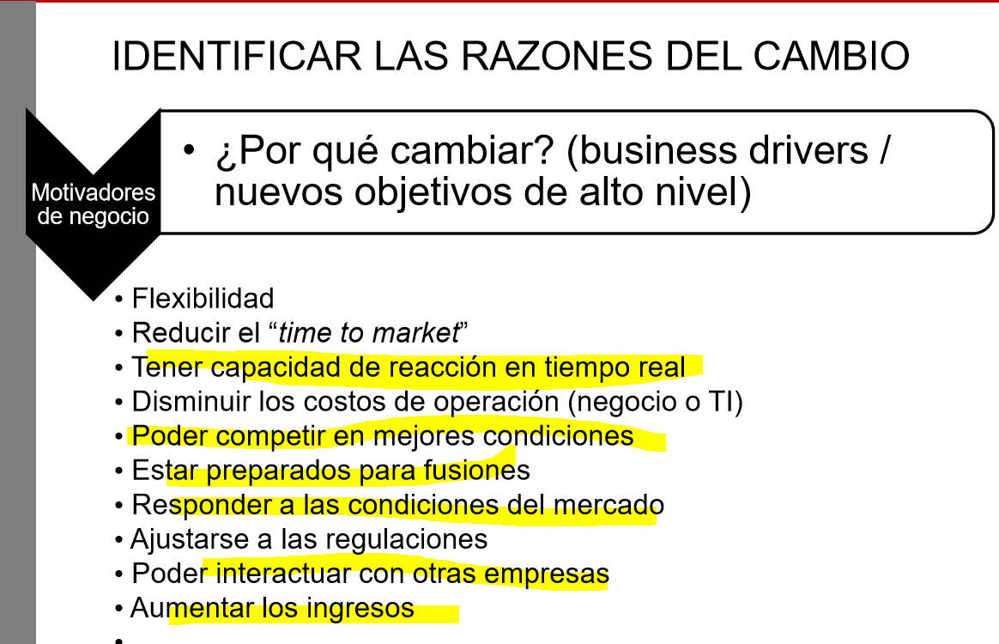 IDENTIFICAR LAS RAZONES DEL CAMBIO
• ¿Por qué cambiar? (business drivers /
nuevos objetivos de alto nivel)
Motivadores
de negocio
• Flexibilidad
• Reducir el “time to market”
• Tener capacidad de reacción en tiempo real
• Disminuir los costos de operación (negocio o TI)
• Poder competir en mejores condiciones
• Estar preparados para fusiones
• Responder a las condiciones del mercado
• Ajustarse a las regulaciones
• Poder interactuar con otras empresas
• Aumentar los ingresos
•